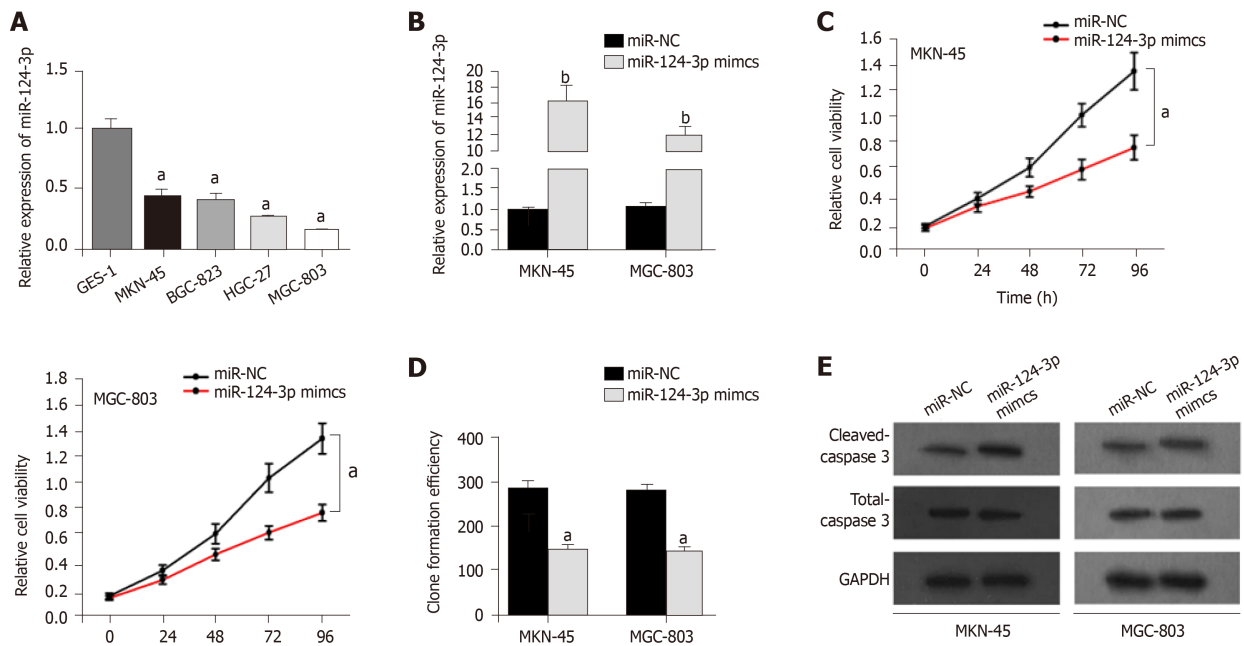 A
Relative expression of miR-124-3p
1.5
1.0
0.5
0.0
a
a
a
a
GES-1
MKN-45
BGC-823
HGC-27
MGC-803
B
miR-NC
miR-124-3p mimcs
Relative expression of miR-124-3p
20
18
16
14
12
10
2.0
1.5
1.0
0.5
0.0
b
b
MKN-45
MGC-803
C
miR-NC
miR-124-3p mimcs
MKN-45
Relative cell viability
1.6
1.4
1.2
1.0
0.8
0.6
0.4
0.2
0.0
a
0
24
48
72
96
Time (h)
miR-NC
miR-124-3p mimcs
MGC-803
Relative cell viability
1.8
1.4
1.2
1.0
0.8
0.6
0.4
0.2
0.0
a
0
24
48
72
96
D
miR-NC
miR-124-3p mimcs
Clone formation efficiency
400
300
200
100
0
a
a
MKN-45
MGC-803
E
miR-NC
miR-124-3p
mimcs
miR-NC
miR-124-3p
mimcs
Cleaved-
caspase 3
Total-
caspase 3
GAPDH
MKN-45
MGC-803